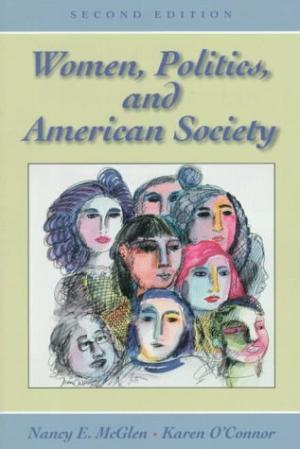 SECOND EDITION
Women, Politics,
and
American Society
Nancy E. McGlen • Karen O'Connor